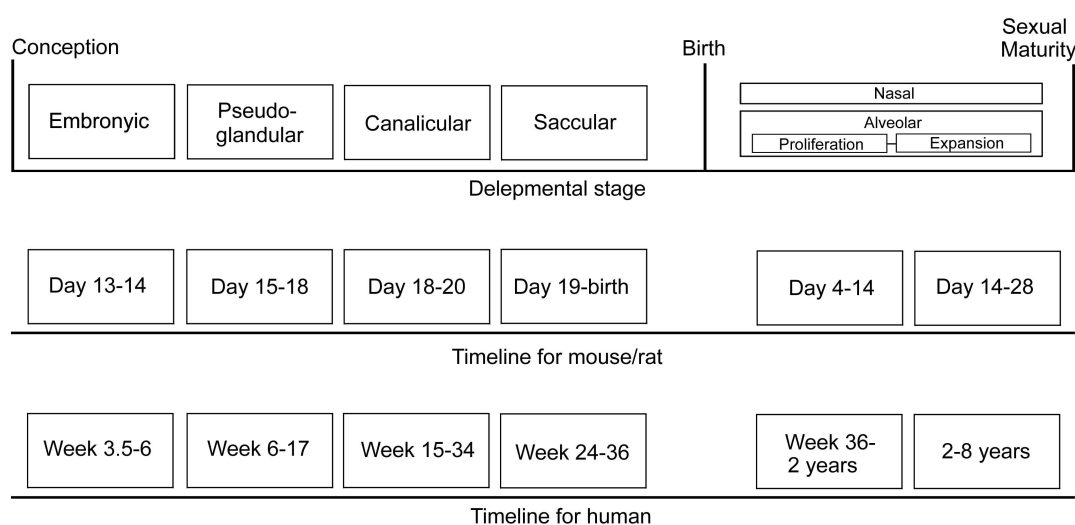 Conception
Birth
Sexual
Maturity
Embronyic
Pseudo-
glandular
Canalicular
Saccular
Nasal
Alveolar
Proliferation
Expansion
Delepmental stage
Day 13-14
Day 15-18
Day 18-20
Day 19-birth
Day 4-14
Day 14-28
Timeline for mouse/rat
Week 3.5-6
Week 6-17
Week 15-34
Week 24-36
Week 36-
2 years
2-8 years
Timeline for human